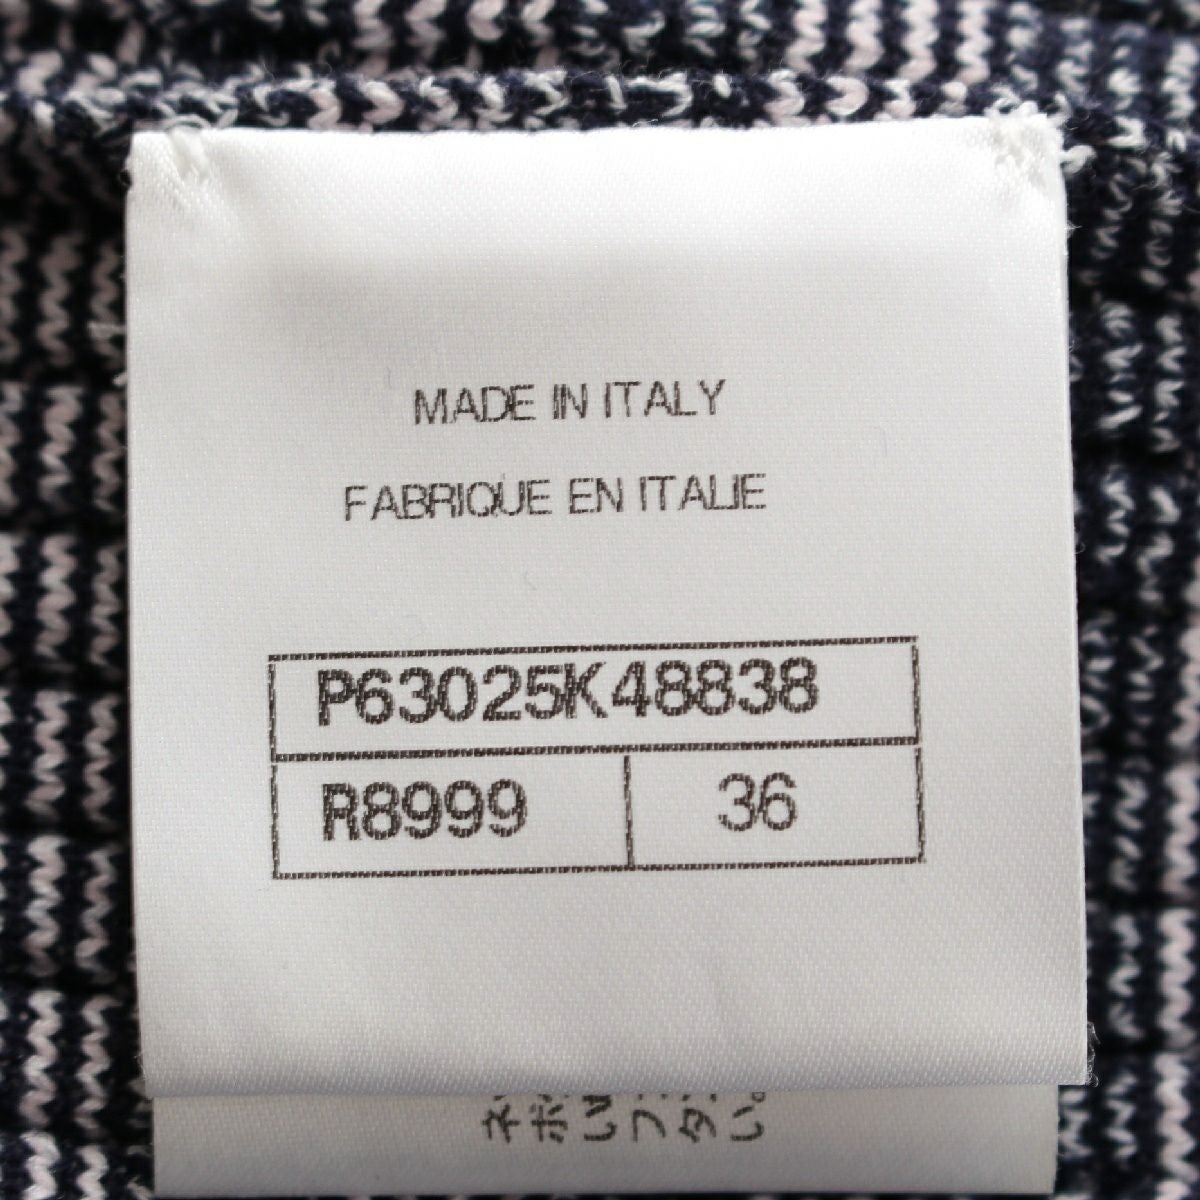 MADE IN ITALY
FABRIQUE EN ITALIE
P63025K48838
R8999 36